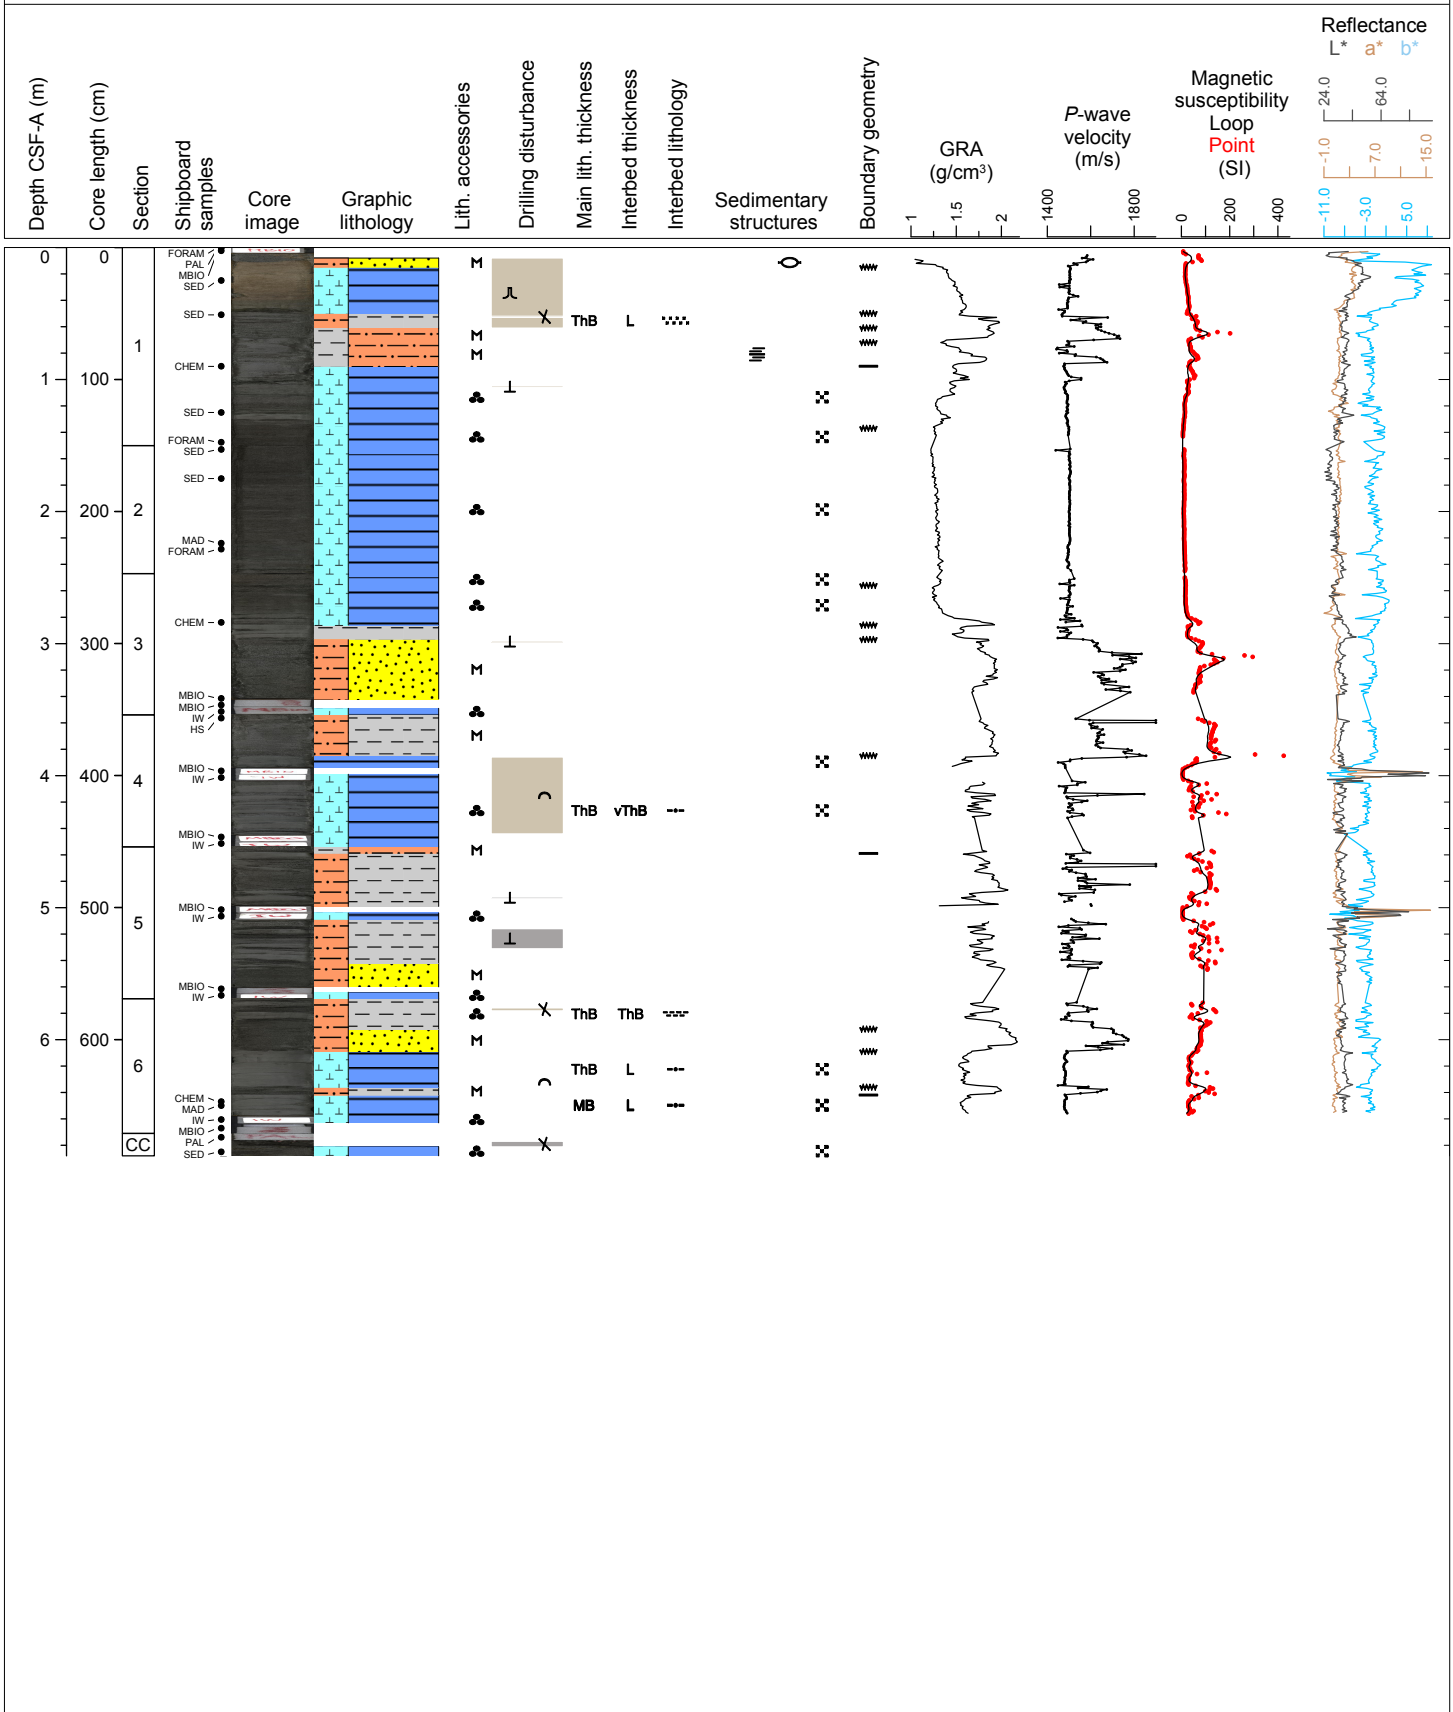 Depth CSF-A (m)
Core length (cm)
Section
Shipboard
samples
Core
image
Graphic
lithology
Lith. accessories
Drilling disturbance
Main lith. thickness
Interbed thickness
Interbed lithology
Sedimentary
structures
Boundary geometry
GRA
(g/cm³)
1 1.5 2
P-wave
velocity
(m/s)
1400 1800
Magnetic
susceptibility
Loop
Point
(SI)
0 200 400
Reflectance
L* a* b*
24.0 64.0
-1.0 7.0 15.0
-11.0 -3.0 5.0
0 0
FORAM
PAL
M
MBIO
SED
SED
ThB L
M
1
M
CHEM
1 100
SED
FORAM
SED
SED
2 200 2
MAD
FORAM
CHEM
3 300 3
M
MBIO
MBIO
IW
HS
M
MBIO
4 400 4
IW
ThB vThB
MBIO
IW
M
MBIO
5 500
IW
5
M
MBIO
IW
ThB ThB
6 600
M
6
ThB L
M
CHEM
MAD
MB L
IW
MBIO
PAL
CC
SED